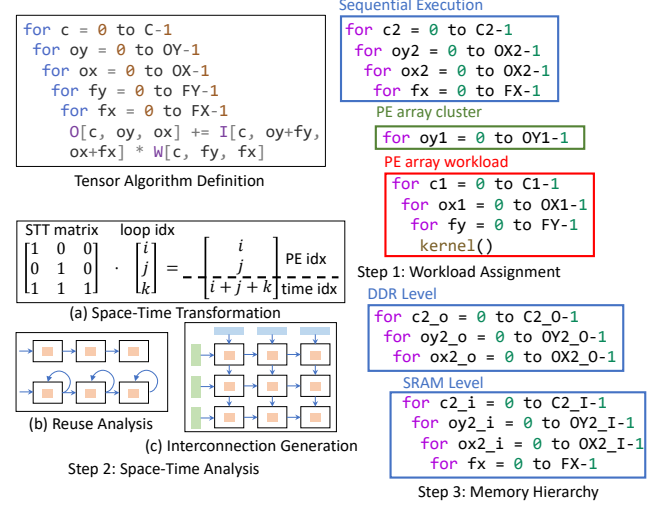 for c = 0 to C-1
for oy = 0 to OY-1
for ox = 0 to OX-1
for fy = 0 to FY-1
for fx = 0 to FX-1
O[c, oy, ox] += I[c, oy+fy,
ox+fx] * W[c, fy, fx]
Tensor Algorithm Definition
STT matrix loop idx
[1 0 0
0 1 0
1 1 1] · [i
j
k] = [i
j
i + j + k]
PE idx
time idx
(a) Space-Time Transformation
(b) Reuse Analysis
(c) Interconnection Generation
Step 2: Space-Time Analysis
Sequential Execution
for c2 = 0 to C2-1
for oy2 = 0 to OX2-1
for ox2 = 0 to OX2-1
for fx = 0 to FX-1
PE array cluster
for oy1 = 0 to OY1-1
PE array workload
for c1 = 0 to C1-1
for ox1 = 0 to OX1-1
for fy = 0 to FY-1
kernel()
Step 1: Workload Assignment
DDR Level
for c2_o = 0 to C2_O-1
for oy2_o = 0 to OY2_O-1
for ox2_o = 0 to OX2_O-1
SRAM Level
for c2_i = 0 to C2_I-1
for oy2_i = 0 to OY2_I-1
for ox2_i = 0 to OX2_I-1
for fx = 0 to FX-1
Step 3: Memory Hierarchy